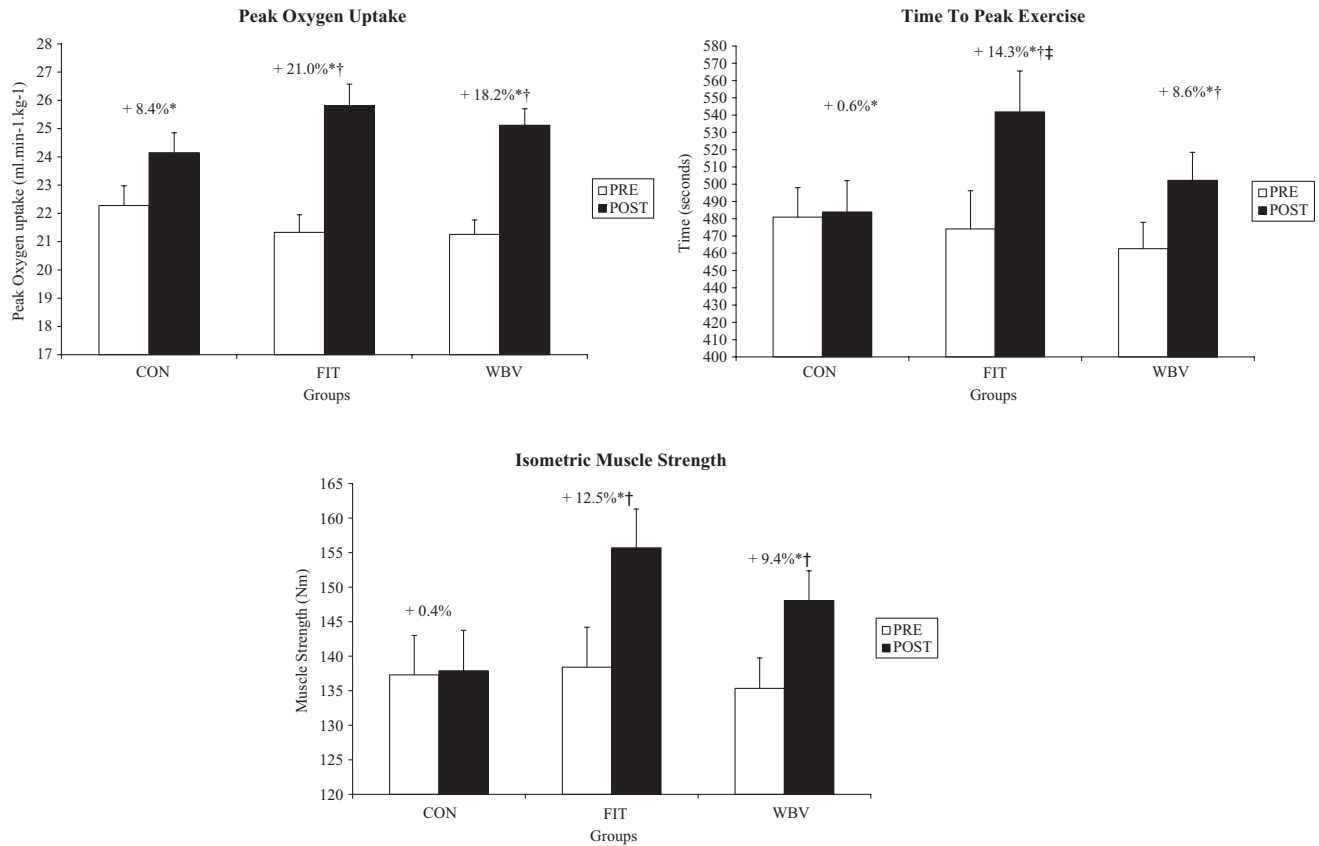 Peak Oxygen Uptake
Peak Oxygen uptake (ml.min-1.kg-1)
28
27
26
25
24
23
22
21
20
19
18
17
+ 8.4%*
+ 21.0%*†
+ 18.2%*†
PRE
POST
CON
FIT
WBV
Groups
Time To Peak Exercise
Time (seconds)
580
570
560
550
540
530
520
510
500
490
480
470
460
450
440
430
420
410
400
+ 0.6%*
+ 14.3%*†‡
+ 8.6%*†
PRE
POST
CON
FIT
WBV
Groups
Isometric Muscle Strength
Muscle Strength (Nm)
165
160
155
150
145
140
135
130
125
120
+ 0.4%
+ 12.5%*†
+ 9.4%*†
PRE
POST
CON
FIT
WBV
Groups